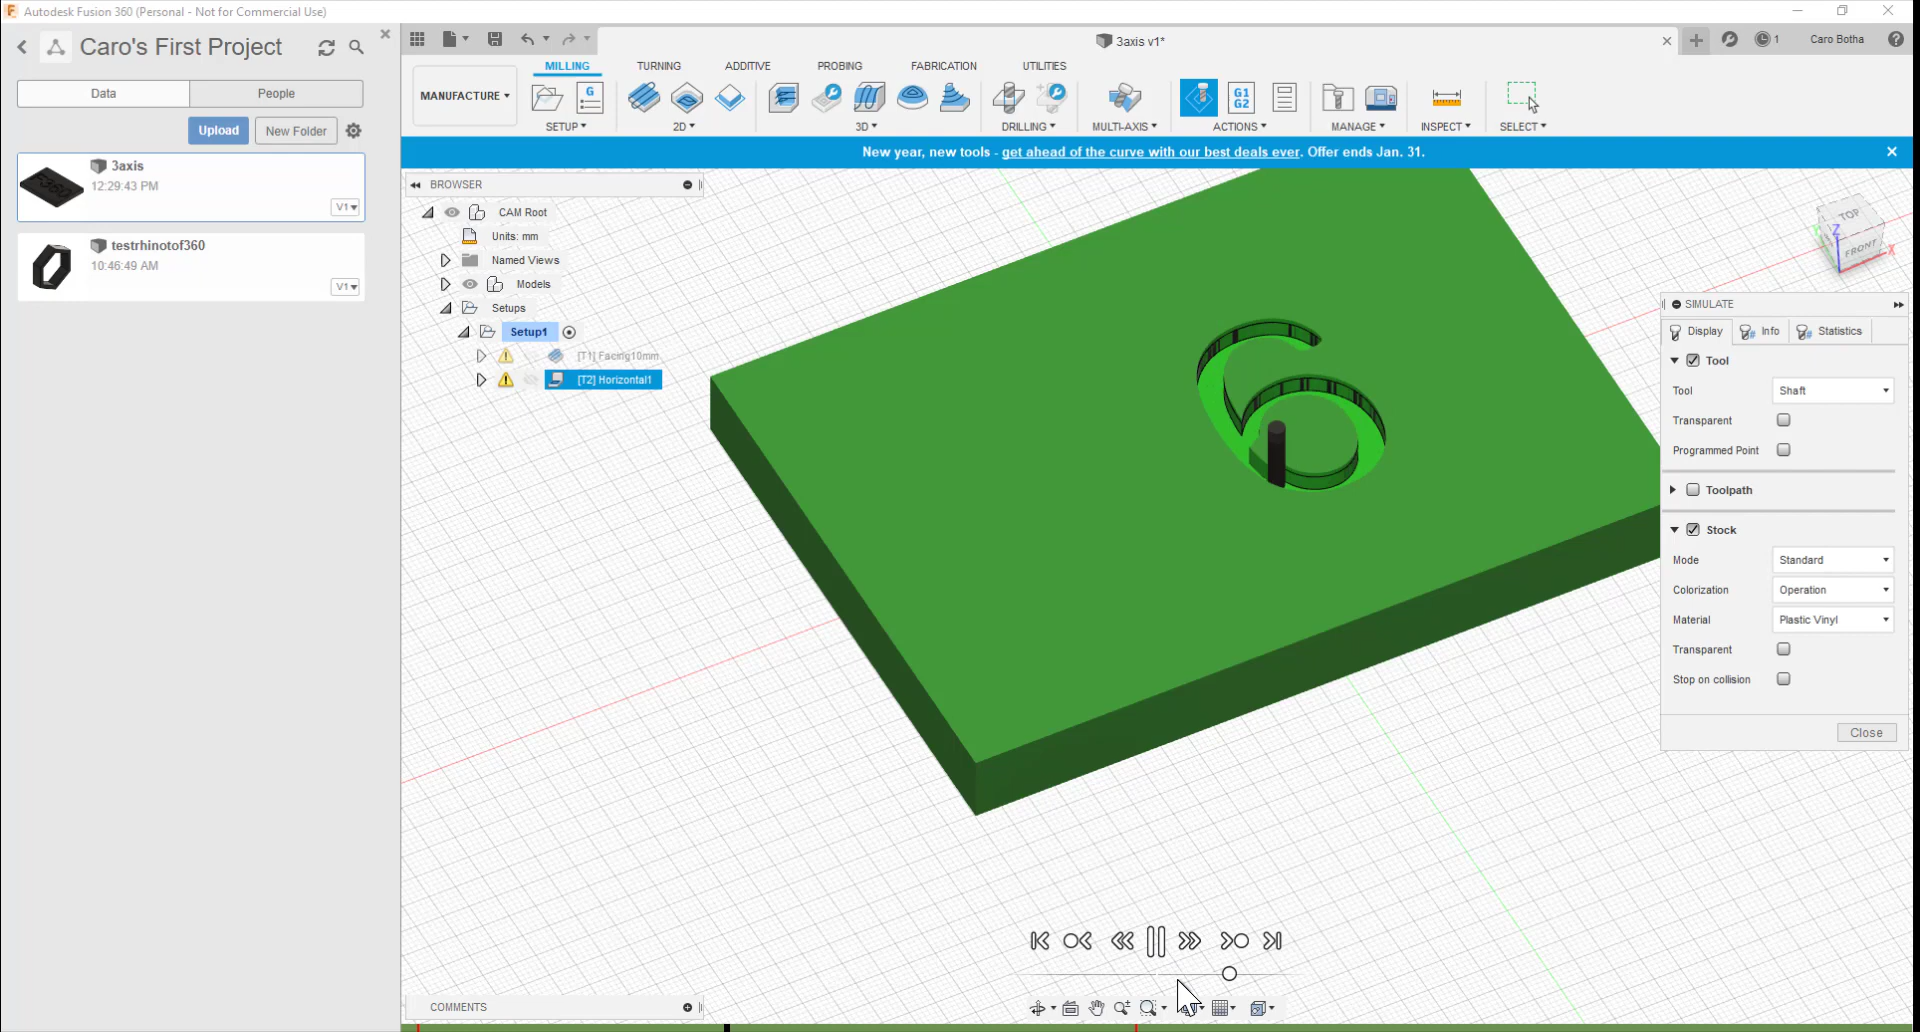 Autodesk Fusion 360 (Personal - Not for Commercial Use)
Caro's First Project
Data
People
Upload
New Folder
3axis
12:29:43 PM
V1
testrhinotof360
10:46:49 AM
V1
3axis v1*
1
Caro Botha
MANUFACTURE
MILLING
TURNING
ADDITIVE
PROBING
FABRICATION
UTILITIES
G
G1
G2
SETUP
2D
3D
DRILLING
MULTI-AXIS
ACTIONS
MANAGE
INSPECT
SELECT
New year, new tools - get ahead of the curve with our best deals ever. Offer ends Jan. 31.
BROWSER
CAM Root
Units: mm
Named Views
Models
Setups
Setup1
[T1] Facing10mm
[T2] Horizontal1
TOP
FRONT
Z
X
6
SIMULATE
Display
Info
Statistics
Tool
Tool
Shaft
Transparent
Programmed Point
Toolpath
Stock
Mode
Standard
Colorization
Operation
Material
Plastic Vinyl
Transparent
Stop on collision
Close
COMMENTS